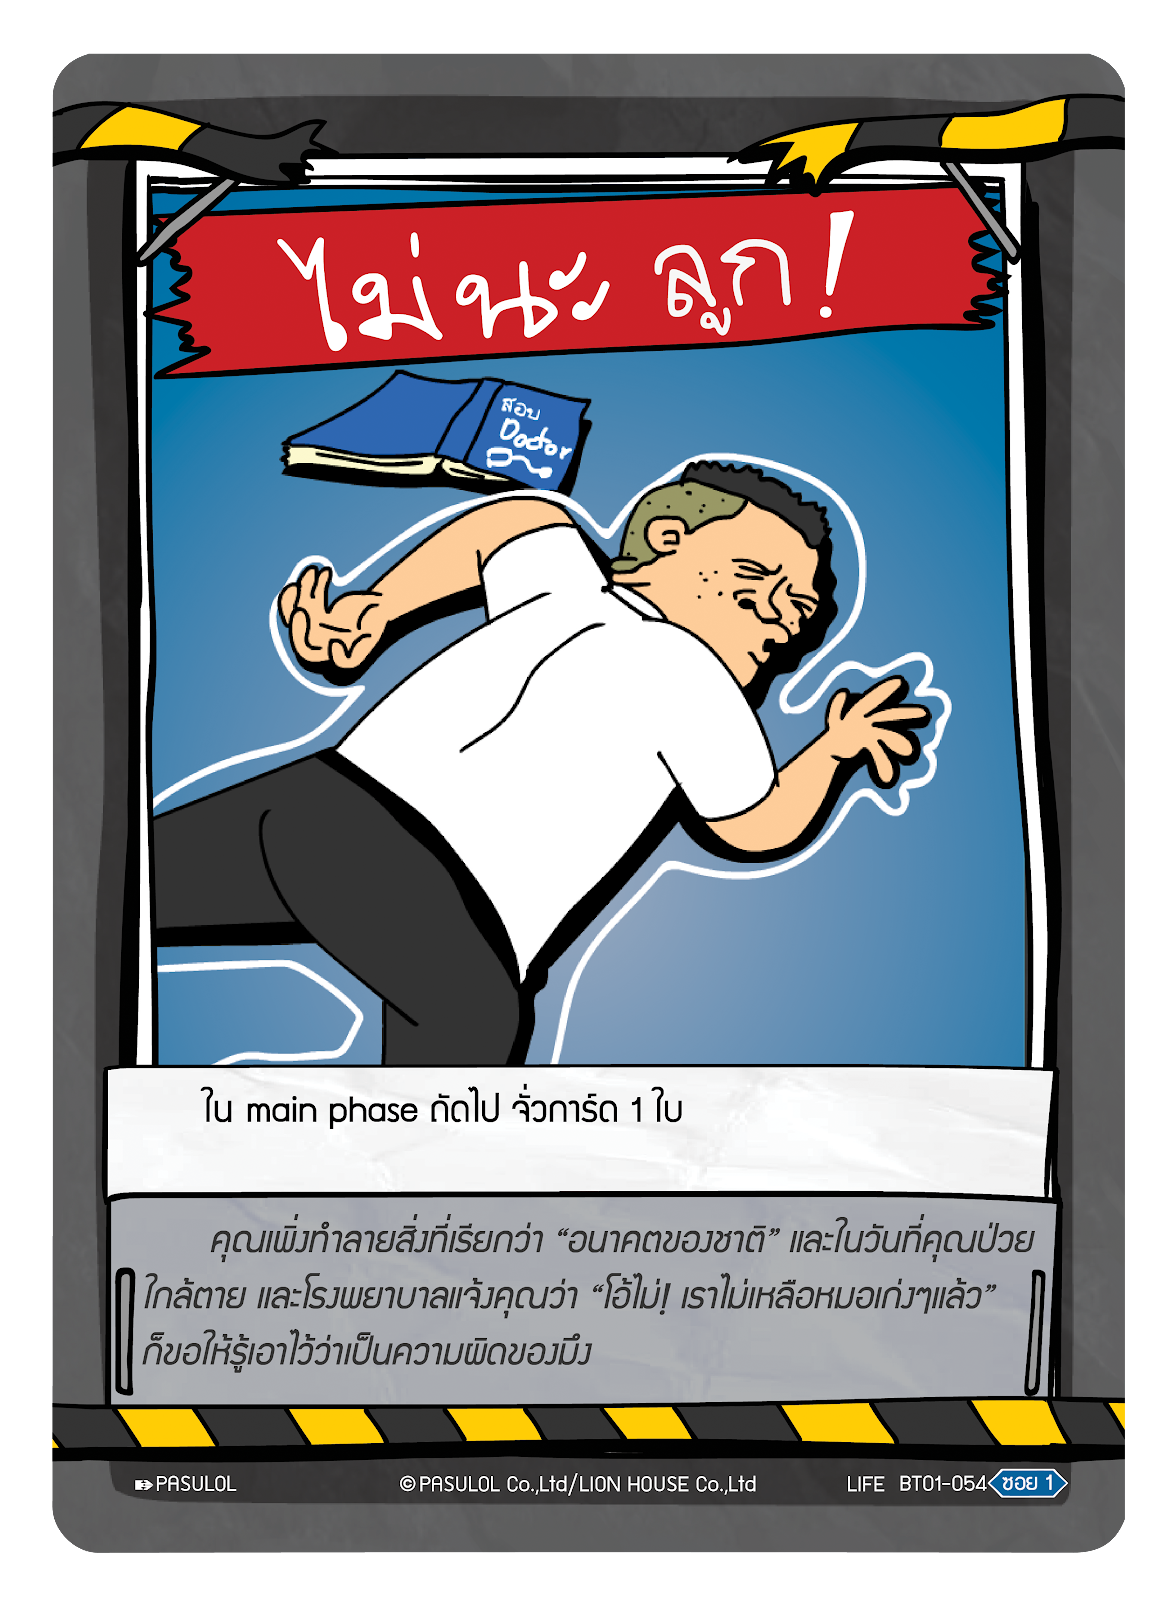 ไม่นะ ลูก!
สอบ
Doctor
ใน main phase ถัดไป จั่วการ์ด 1 ใบ
คุณเพิ่งทำลายสิ่งที่เรียกว่า “อนาคตของชาติ” และในวันที่คุณป่วย
ใกล้ตาย และโรงพยาบาลแจ้งคุณว่า “โอ้ไม่! เราไม่เหลือหมอเก่งๆแล้ว”
ก็ขอให้รู้เอาไว้ว่าเป็นความผิดของมึง
PASULOL
©PASULOL Co.,Ltd/LION HOUSE Co.,Ltd
LIFE BT01-054 ซอย 1